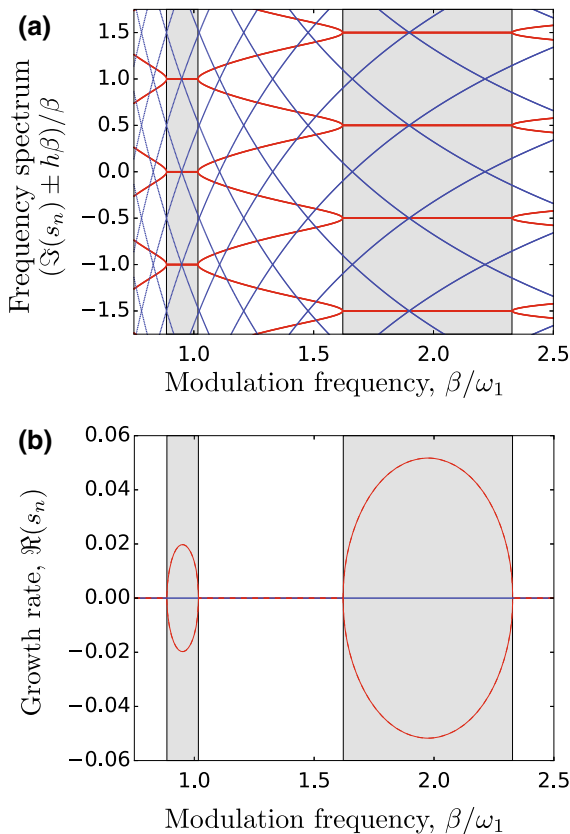 (a)
Frequency spectrum
(ℑ(sₙ) ± hβ)/β
1.5
1.0
0.5
0.0
−0.5
−1.0
−1.5
1.0 1.5 2.0 2.5
Modulation frequency, β/ω₁
(b)
Growth rate, ℜ(sₙ)
0.06
0.04
0.02
0.00
−0.02
−0.04
−0.06
1.0 1.5 2.0 2.5
Modulation frequency, β/ω₁